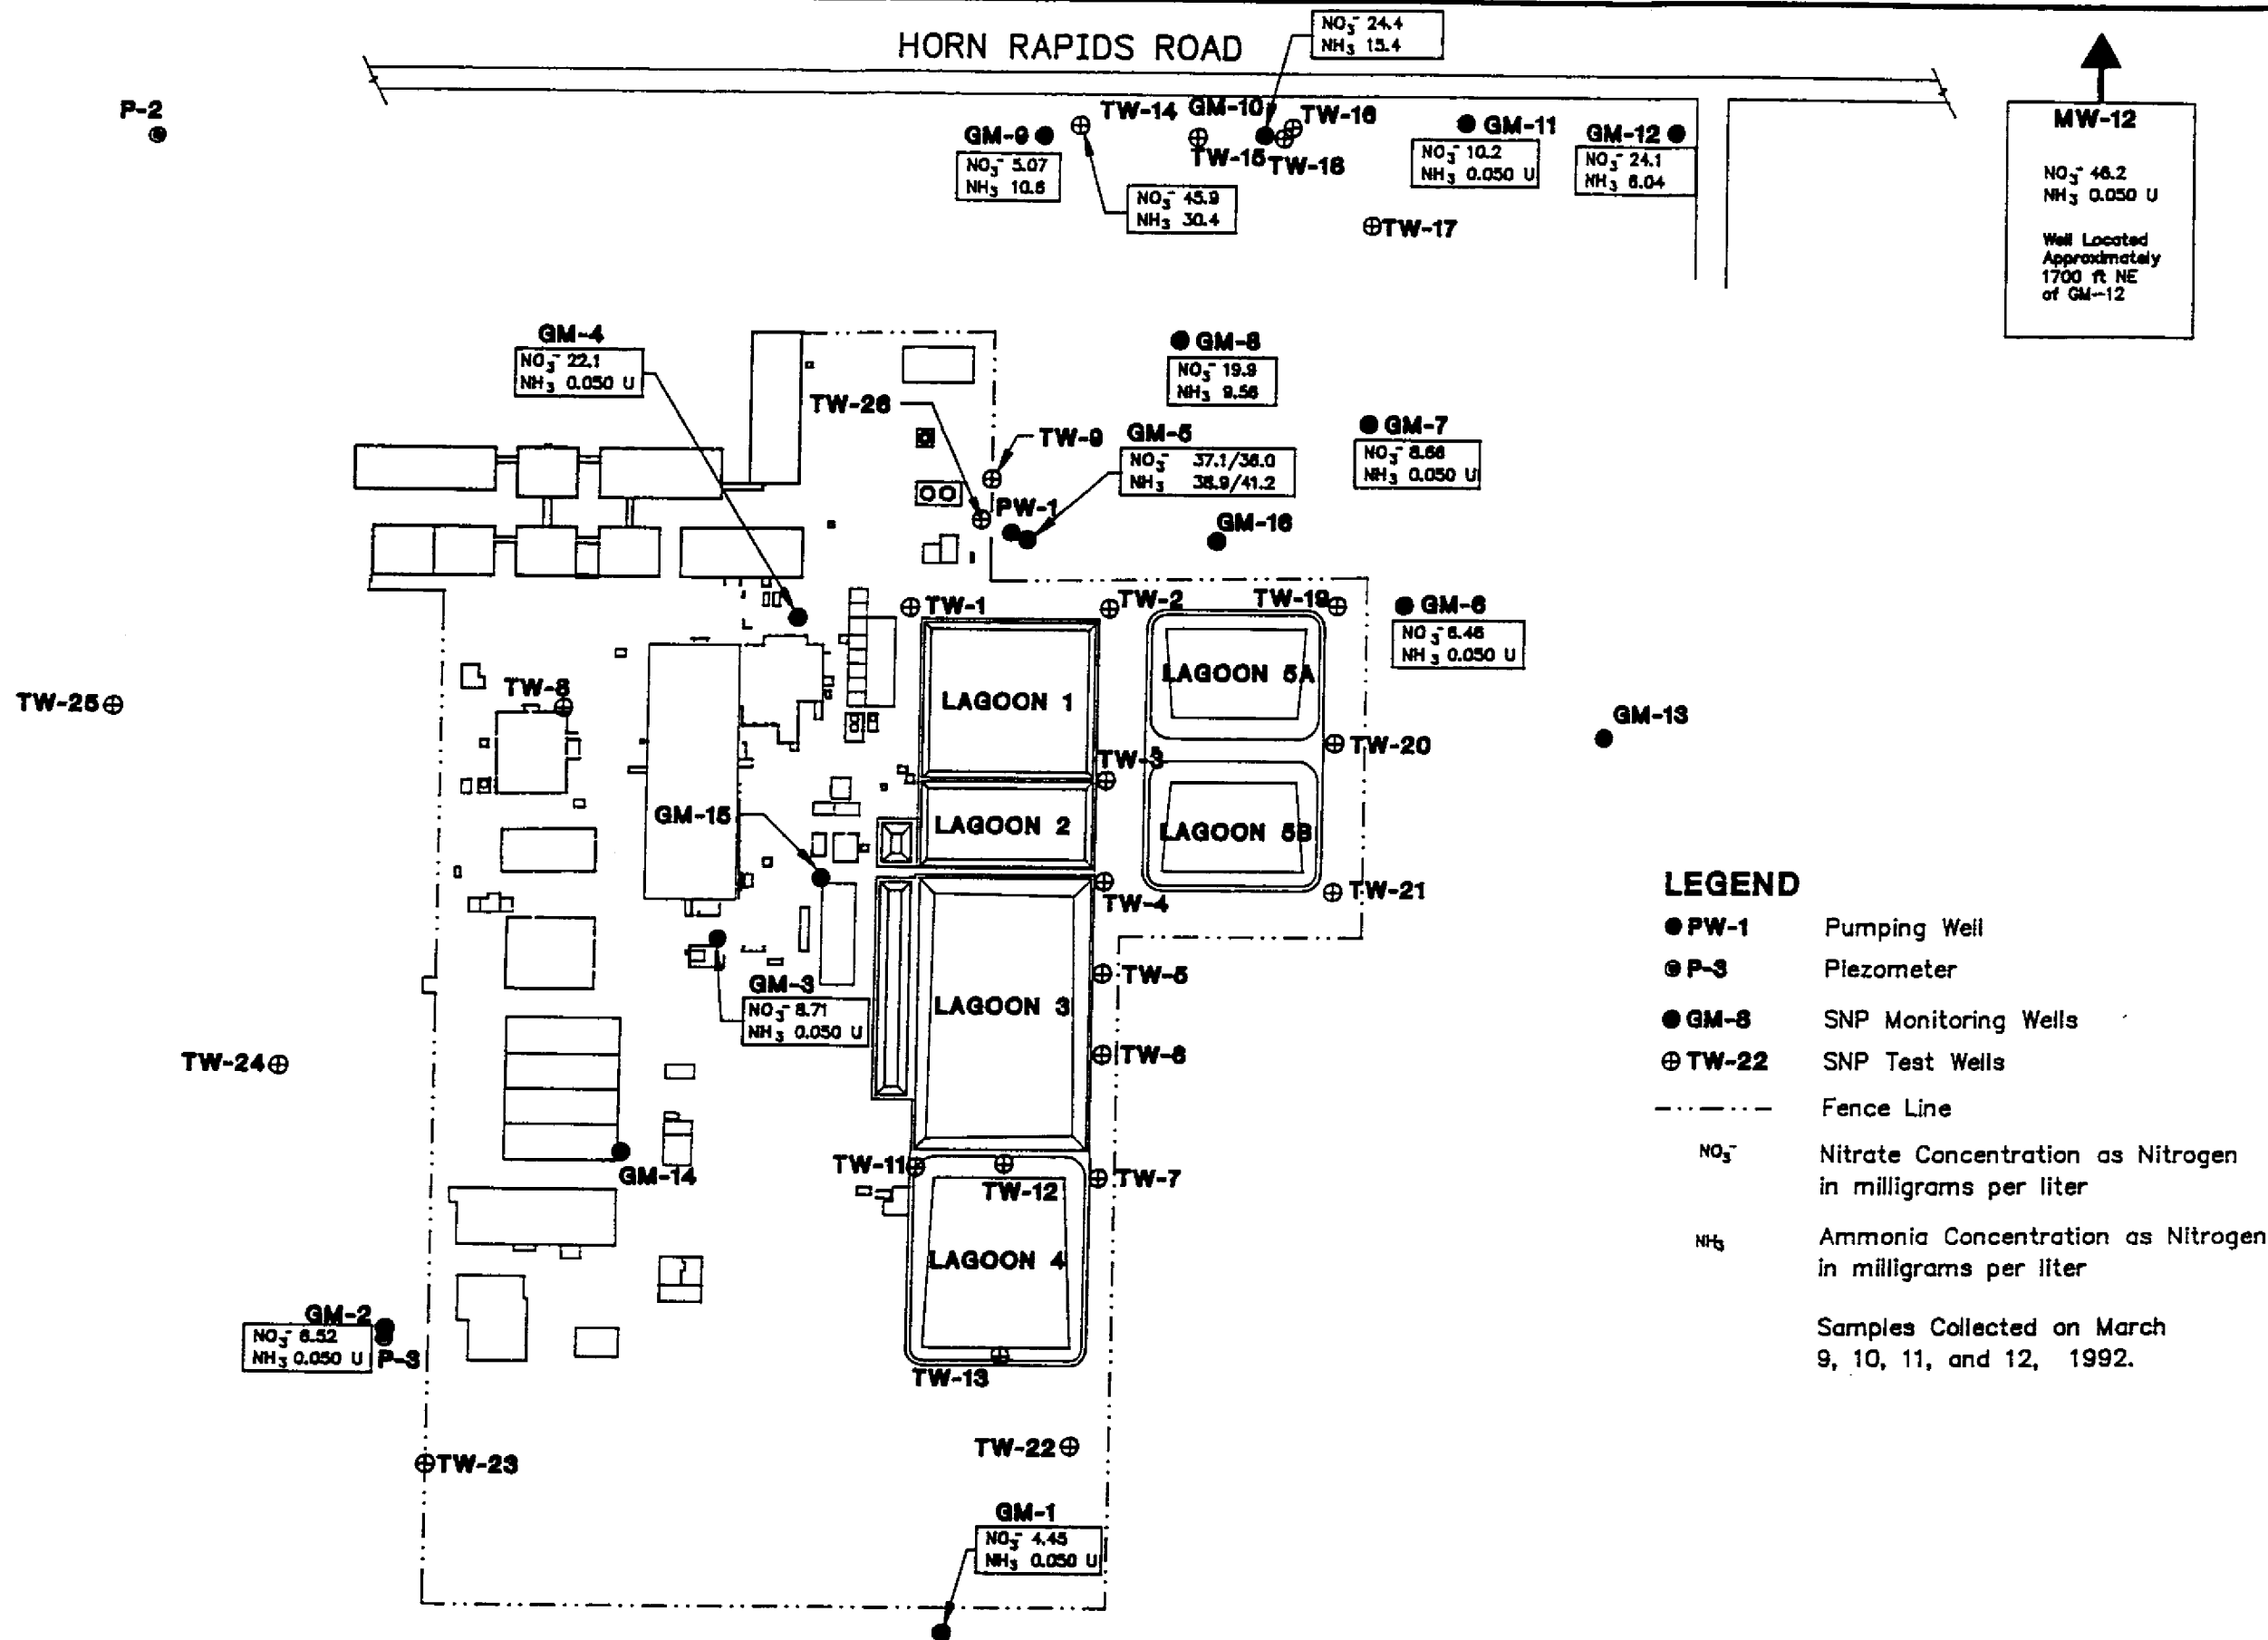 HORN RAPIDS ROAD
NO3- 24.4
NH3 15.4
P-2
GM-9
NO3- 5.07
NH3 10.6
TW-14
NO3- 45.9
NH3 30.4
GM-10
TW-15
TW-16
TW-18
GM-11
NO3- 10.2
NH3 0.050 U
GM-12
NO3- 24.1
NH3 6.04
TW-17
MW-12
NO3- 46.2
NH3 0.050 U
Well Located
Approximately
1700 ft NE
of GM-12
GM-4
NO3- 22.1
NH3 0.050 U
GM-8
NO3- 19.9
NH3 9.56
TW-26
TW-9
GM-5
NO3- 37.1/36.0
NH3 38.9/41.2
GM-7
NO3- 8.66
NH3 0.050 U
PW-1
GM-16
TW-1
TW-2
TW-19
GM-6
NO3- 6.46
NH3 0.050 U
LAGOON 1
LAGOON 5A
TW-25
TW-8
GM-13
TW-20
TW-3
GM-15
LAGOON 2
LAGOON 5B
TW-4
TW-21
GM-3
NO3- 8.71
NH3 0.050 U
LAGOON 3
TW-5
TW-6
TW-24
GM-14
TW-11
TW-12
TW-7
LAGOON 4
GM-2
NO3- 6.52
NH3 0.050 U
P-3
TW-13
TW-22
TW-23
GM-1
NO3- 4.45
NH3 0.050 U
LEGEND
PW-1 Pumping Well
P-3 Piezometer
GM-8 SNP Monitoring Wells
TW-22 SNP Test Wells
Fence Line
NO3- Nitrate Concentration as Nitrogen
in milligrams per liter
NH3 Ammonia Concentration as Nitrogen
in milligrams per liter
Samples Collected on March
9, 10, 11, and 12, 1992.